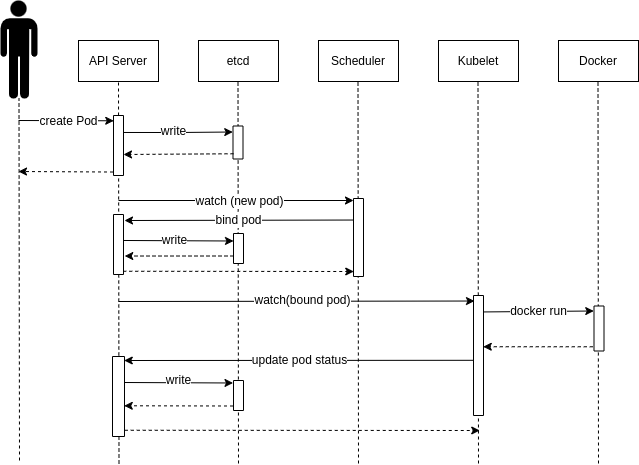 API Server
etcd
Scheduler
Kubelet
Docker
create Pod
write
watch (new pod)
bind pod
write
watch(bound pod)
docker run
update pod status
write